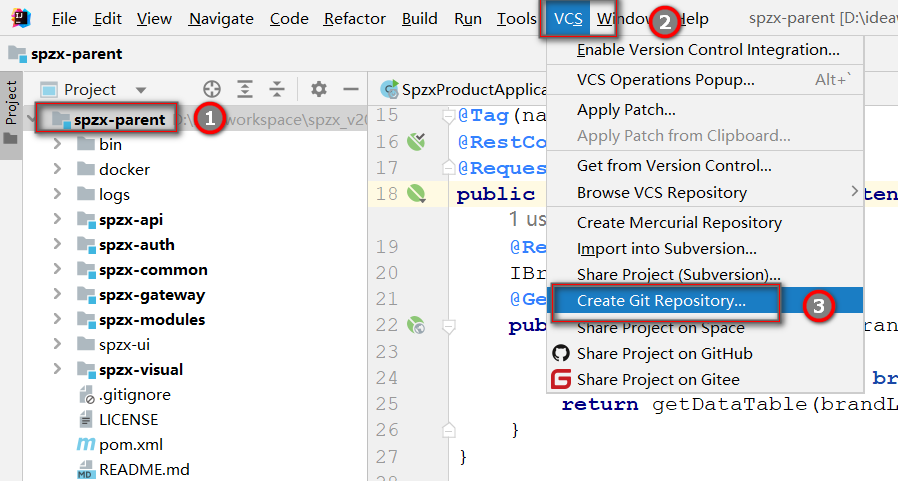 File Edit View Navigate Code Refactor Build Run Tools VCS Window Help spzx-parent [D:\ideaw
spzx-parent
2
Enable Version Control Integration...
Project
Project
SpzxProductApplica
VCS Operations Popup... Alt+`
spzx-parent workspace\spzx_v20
1
15 @Tag(na
Apply Patch...
bin
16 @RestCo
Apply Patch from Clipboard...
docker
17 @Reques
Get from Version Control...
logs
18 public ten
Browse VCS Repository
spzx-api
1 us
Create Mercurial Repository
spzx-auth
19 @Re
Import into Subversion...
spzx-common
20 IBr
Share Project (Subversion)...
spzx-gateway
21 @Ge
Create Git Repository...
3
spzx-modules
22 pub ran
Share Project on Space
spzx-ui
23
Share Project on GitHub
spzx-visual
24 br
Share Project on Gitee
.gitignore
25 return getDataTable(brandL
LICENSE
26 }
pom.xml
27 }
README.md
28